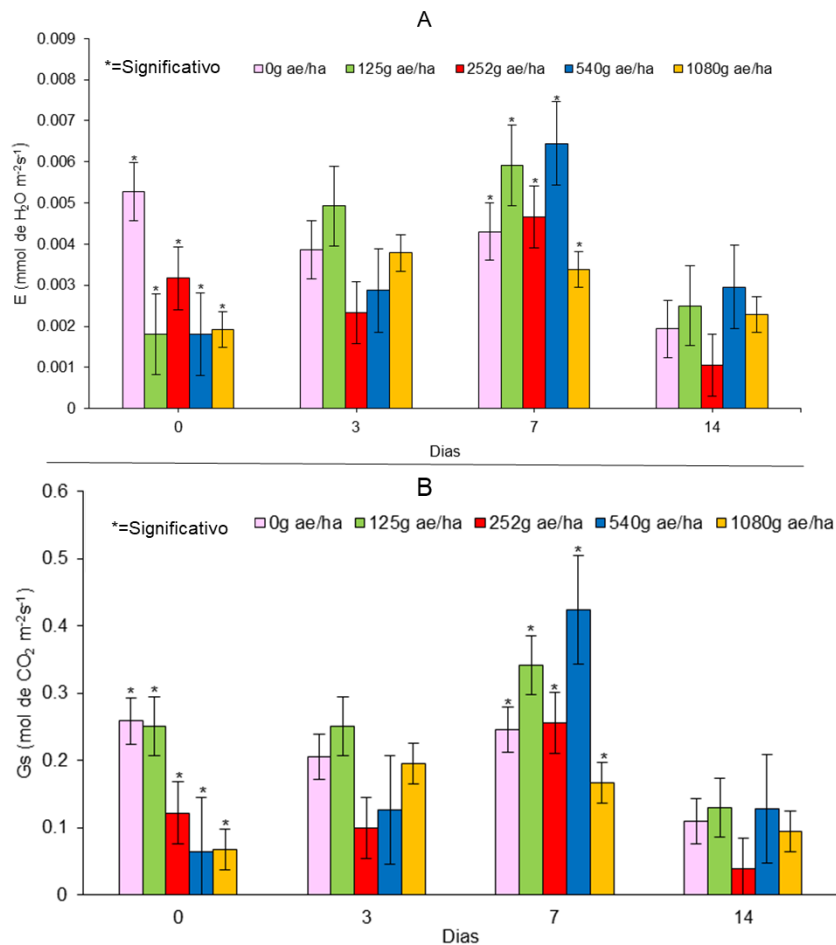 A
*=Significativo
0g ae/ha 125g ae/ha 252g ae/ha 540g ae/ha 1080g ae/ha
E (mmol de H₂O m⁻²s⁻¹)
0.009
0.008
0.007
0.006
0.005
0.004
0.003
0.002
0.001
0
* * * * *
* * * * *
0 3 7 14
Dias
B
*=Significativo
0g ae/ha 125g ae/ha 252g ae/ha 540g ae/ha 1080g ae/ha
Gs (mol de CO₂ m⁻²s⁻¹)
0.6
0.5
0.4
0.3
0.2
0.1
0
* * * * *
* * * * *
0 3 7 14
Dias